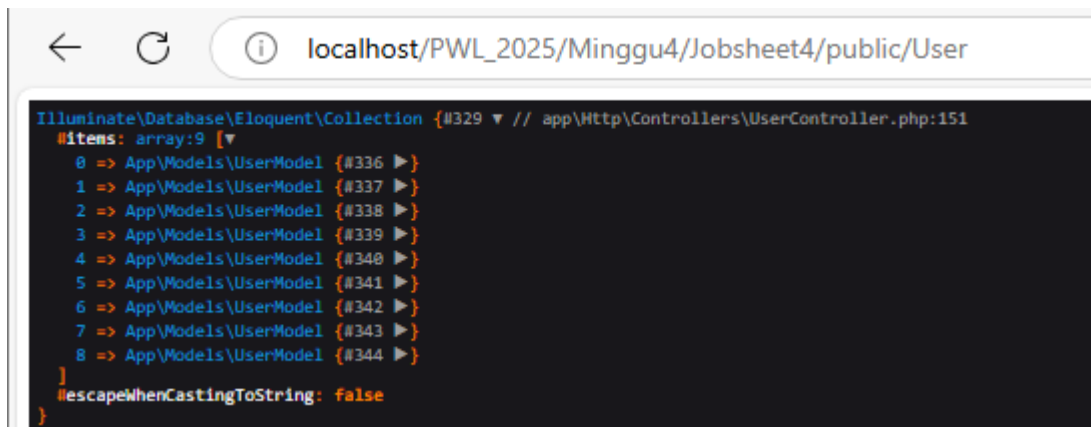 localhost/PWL_2025/Minggu4/Jobsheet4/public/User
Illuminate\Database\Eloquent\Collection {#329 ▼ // app\Http\Controllers\UserController.php:151
#items: array:9 [▼
0 => App\Models\UserModel {#336 ▶}
1 => App\Models\UserModel {#337 ▶}
2 => App\Models\UserModel {#338 ▶}
3 => App\Models\UserModel {#339 ▶}
4 => App\Models\UserModel {#340 ▶}
5 => App\Models\UserModel {#341 ▶}
6 => App\Models\UserModel {#342 ▶}
7 => App\Models\UserModel {#343 ▶}
8 => App\Models\UserModel {#344 ▶}
]
#escapeWhenCastingToString: false
}